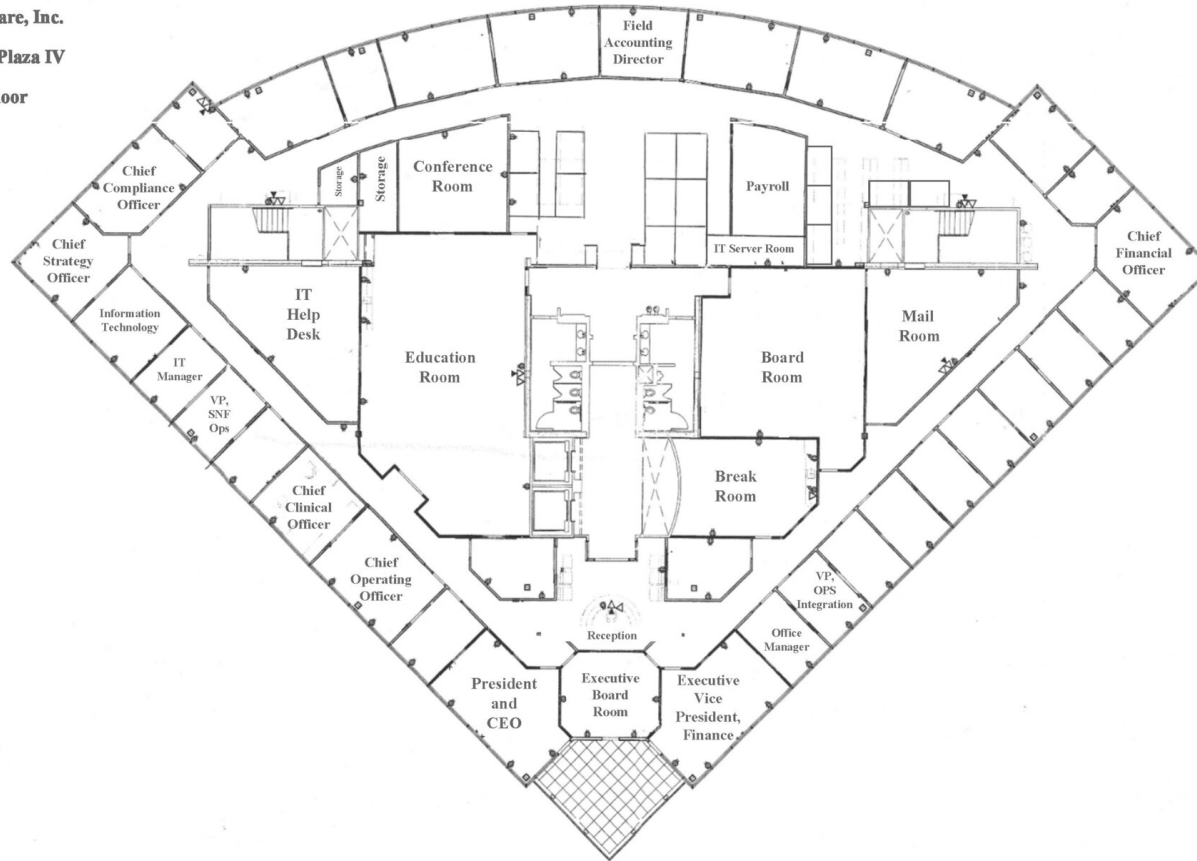 are, Inc.
Plaza IV
loor
Field
Accounting
Director
Chief
Compliance
Officer
Storage
Storage
Conference
Room
Payroll
IT Server Room
Chief
Strategy
Officer
Chief
Financial
Officer
Information
Technology
IT
Help
Desk
Education
Room
Board
Room
Mail
Room
IT
Manager
VP,
SNF
Ops
Chief
Clinical
Officer
Break
Room
Chief
Operating
Officer
VP,
OPS
Integration
Office
Manager
Reception
President
and
CEO
Executive
Board
Room
Executive
Vice
President,
Finance